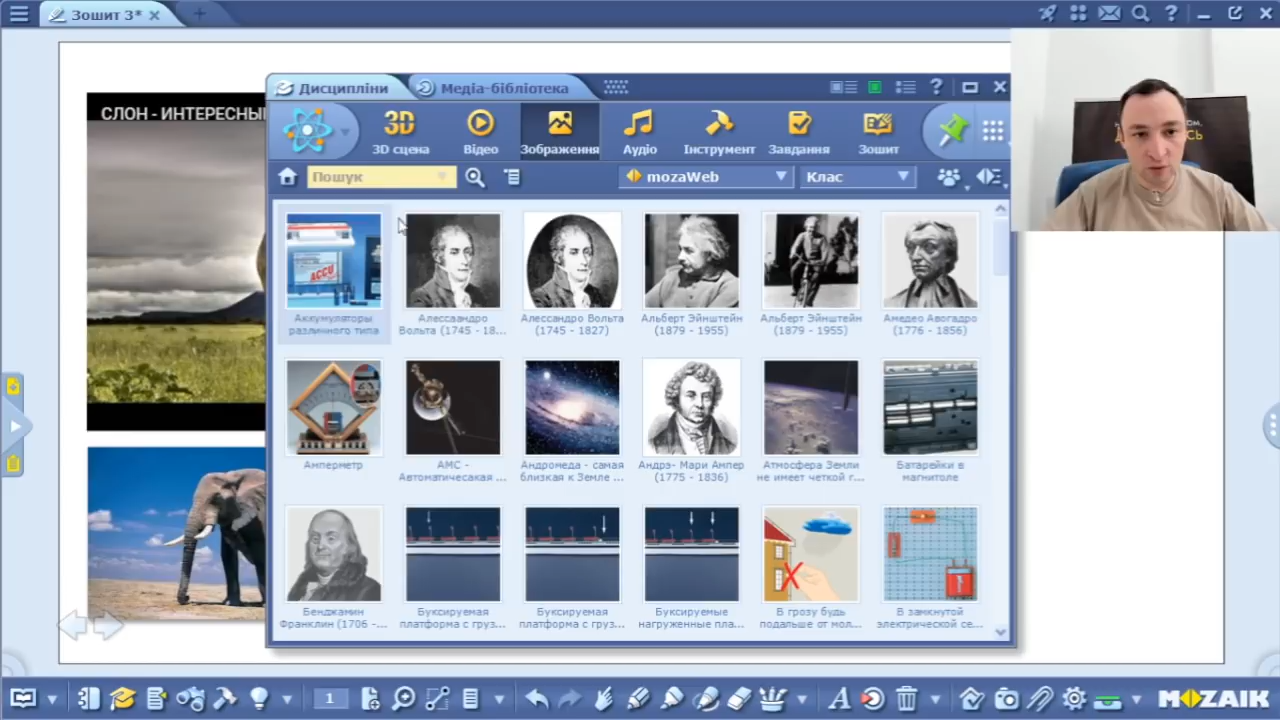 Зошит 3*
СЛОН - ИНТЕРЕСНЫ
Дисципліни
Медіа-бібліотека
3D сцена
Відео
Зображення
Аудіо
Інструмент
Завдання
Зошит
Пошук
mozaWeb
Клас
Аккумуляторы
различного типа
Алессаандро
Вольта (1745 - 18...
Алессандро Вольта
(1745 - 1827)
Альберт Эйнштейн
(1879 - 1955)
Альберт Эйнштейн
(1879 - 1955)
Амедео Авогадро
(1776 - 1856)
Амперметр
АМС -
Автоматичесакая ...
Андромеда - самая
близкая к Земле ...
Андрэ- Мари Ампер
(1775 - 1836)
Атмосфера Земли
не имеет четкой г...
Батарейки в
магнитоле
Бенджамин
Франклин (1706 -...
Буксируемая
платформа с груз...
Буксируемая
платформа с груз...
Буксируемые
нагруженные пла...
В грозу будь
подальше от мол...
В замкнутой
электрической се...
ACCU
1
MOZAIK